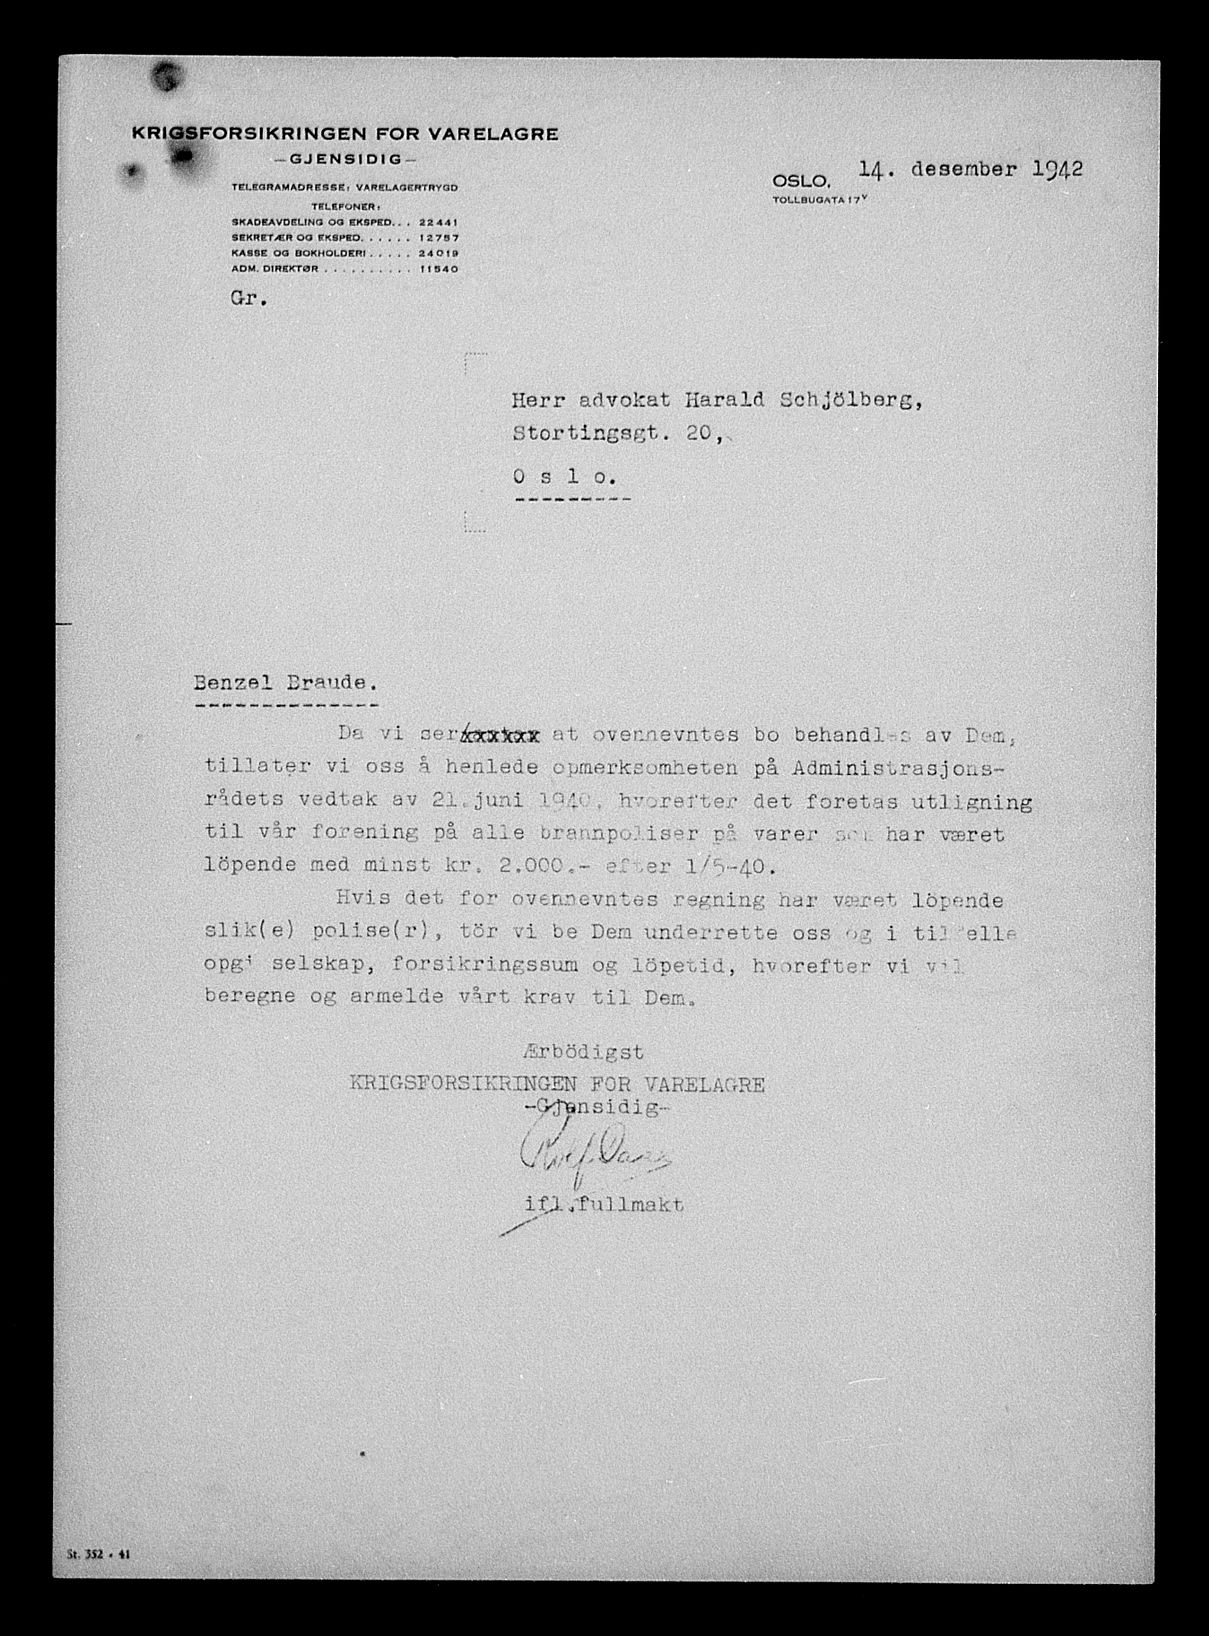 KRIGSFORSIKRINGEN FOR VARELAGRE
—GJENSIDIG—
TELEGRAMADRESSE: VARELAGERTRYGD
TELEFONER:
SKADEAVDELING OG EKSPED. . . 22441
SEKRETÆR OG EKSPED. . . . . . 12757
KASSE OG BOKHOLDERI . . . . . 24019
ADM. DIREKTØR . . . . . . . . . . 11540
Gr.
OSLO, 14. desember 1942
TOLLBUGATA 17ᵛ
Herr advokat Harald Schjölberg,
Stortingsgt. 20,
O s l o.
Benzel Braude.
Da vi ser at ovennevntes bo behandles av Dem,
tillater vi oss å henlede opmerksomheten på Administrasjons-
rådets vedtak av 21.juni 1940, hvorefter det foretas utligning
til vår forening på alle brannpoliser på varer som har været
löpende med minst kr. 2.000.- efter 1/5-40.
Hvis det for ovennevntes regning har været löpende
slik(e) polise(r), tör vi be Dem underrette oss og i tilfelle
opgi selskap, forsikringssum og löpetid, hvorefter vi vil
beregne og anmelde vårt krav til Dem.
Ærbödigst
KRIGSFORSIKRINGEN FOR VARELAGRE
-Gjensidig-
ifl.fullmakt
St. 352 • 41